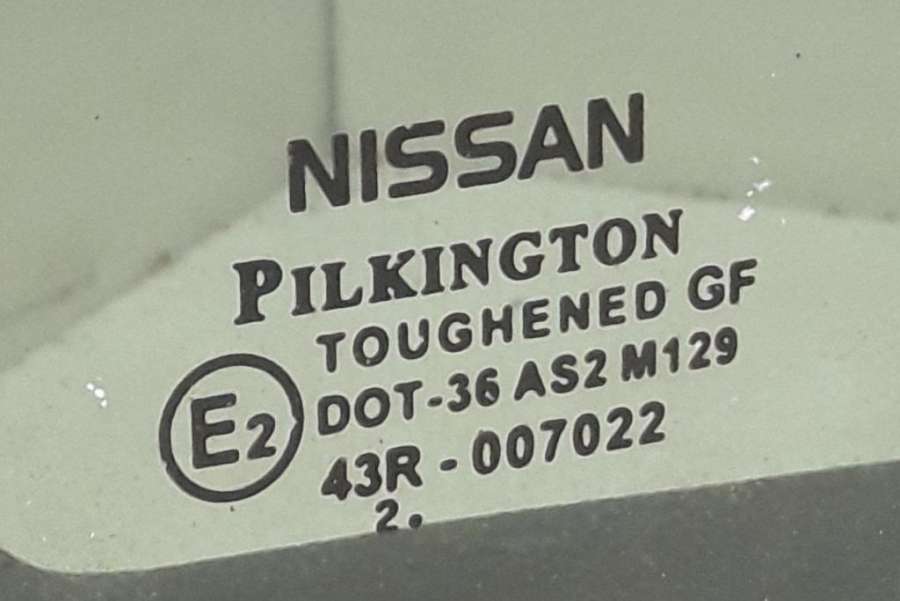 NISSAN
PILKINGTON
TOUGHENED GF
E2
DOT-36 AS2 M129
43R - 007022
2.